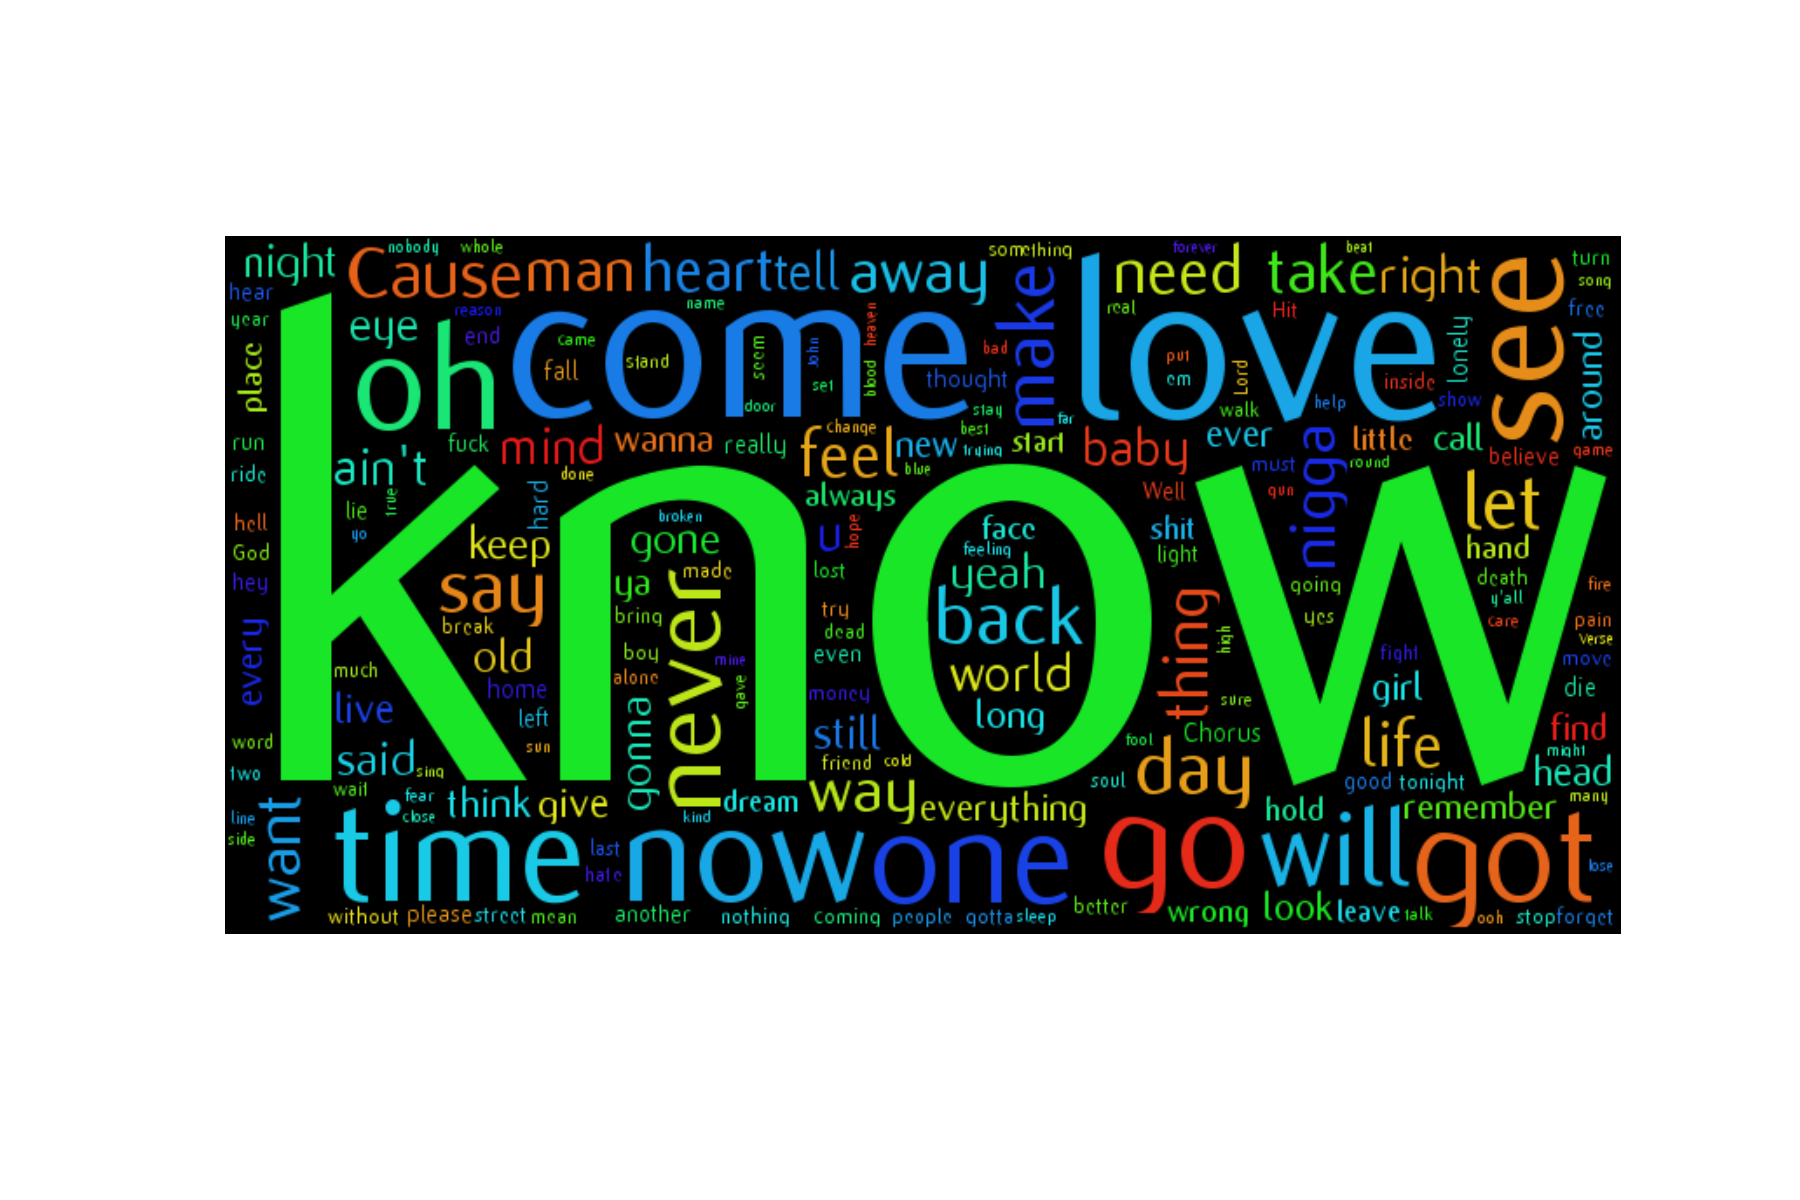 night nobody whole Cause man heart tell away something make love need forever take beat right see turn
hear song
year eye reason end name come heaven real Hit free
place oh came fall stand seem John set blood bad thought put em Lord inside lonely around
door stay far walk help show
run fuck mind wanna really change feel new best trying start baby ever little call believe game
ride ain't done blue must round nigga
lie true hard always Well gun let
hell yo broken u hope face shit hand
God keep gone feeling light
hey say ya made lost yeah going death fire
every break bring never try back thing high yes y'all care pain
boy dead Verse
much old alone mine even world fight move
live home gave money girl die
left gonna long sure
word said sun still fool Chorus life find
two sing friend cold day might head
wait soul good tonight
want fear think give dream way everything hold remember many
line close kind
side time last now one go will got lose
hate
without please street mean another nothing coming people gotta sleep better wrong look leave talk ooh stop forget
know